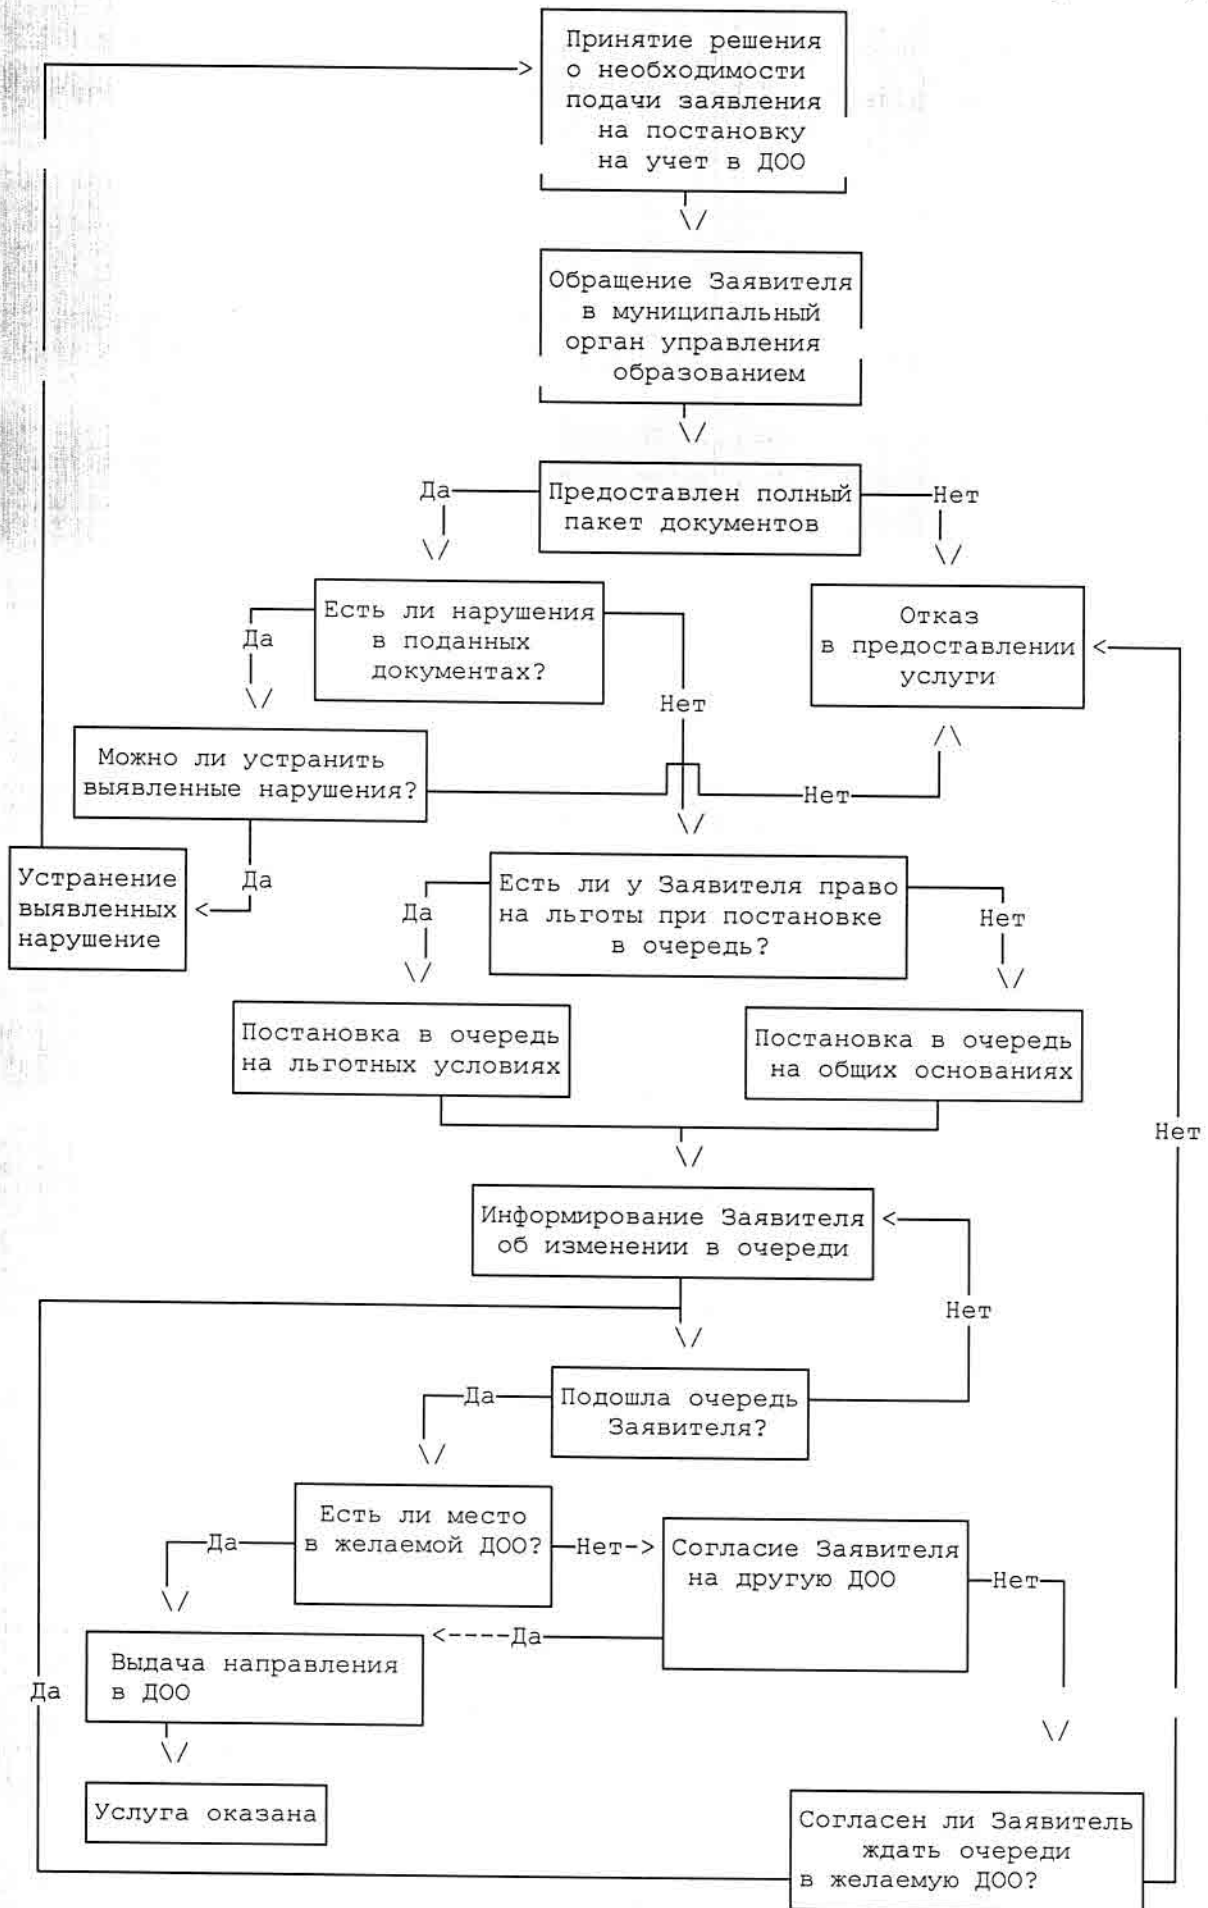 Принятие решения
о необходимости
подачи заявления
на постановку
на учет в ДОО
Обращение Заявителя
в муниципальный
орган управления
образованием
Да
Предоставлен полный
пакет документов
Нет
Есть ли нарушения
в поданных
документах?
Да
Нет
Отказ
в предоставлении
услуги
Можно ли устранить
выявленные нарушения?
Нет
Да
Устранение
выявленных
нарушение
Есть ли у Заявителя право
на льготы при постановке
в очередь?
Да
Нет
Постановка в очередь
на льготных условиях
Постановка в очередь
на общих основаниях
Нет
Информирование Заявителя
об изменении в очереди
Нет
Да
Подошла очередь
Заявителя?
Есть ли место
в желаемой ДОО?
Да
Нет->
Согласие Заявителя
на другую ДОО
Нет
<----Да
Выдача направления
в ДОО
Да
Услуга оказана
Согласен ли Заявитель
ждать очереди
в желаемую ДОО?